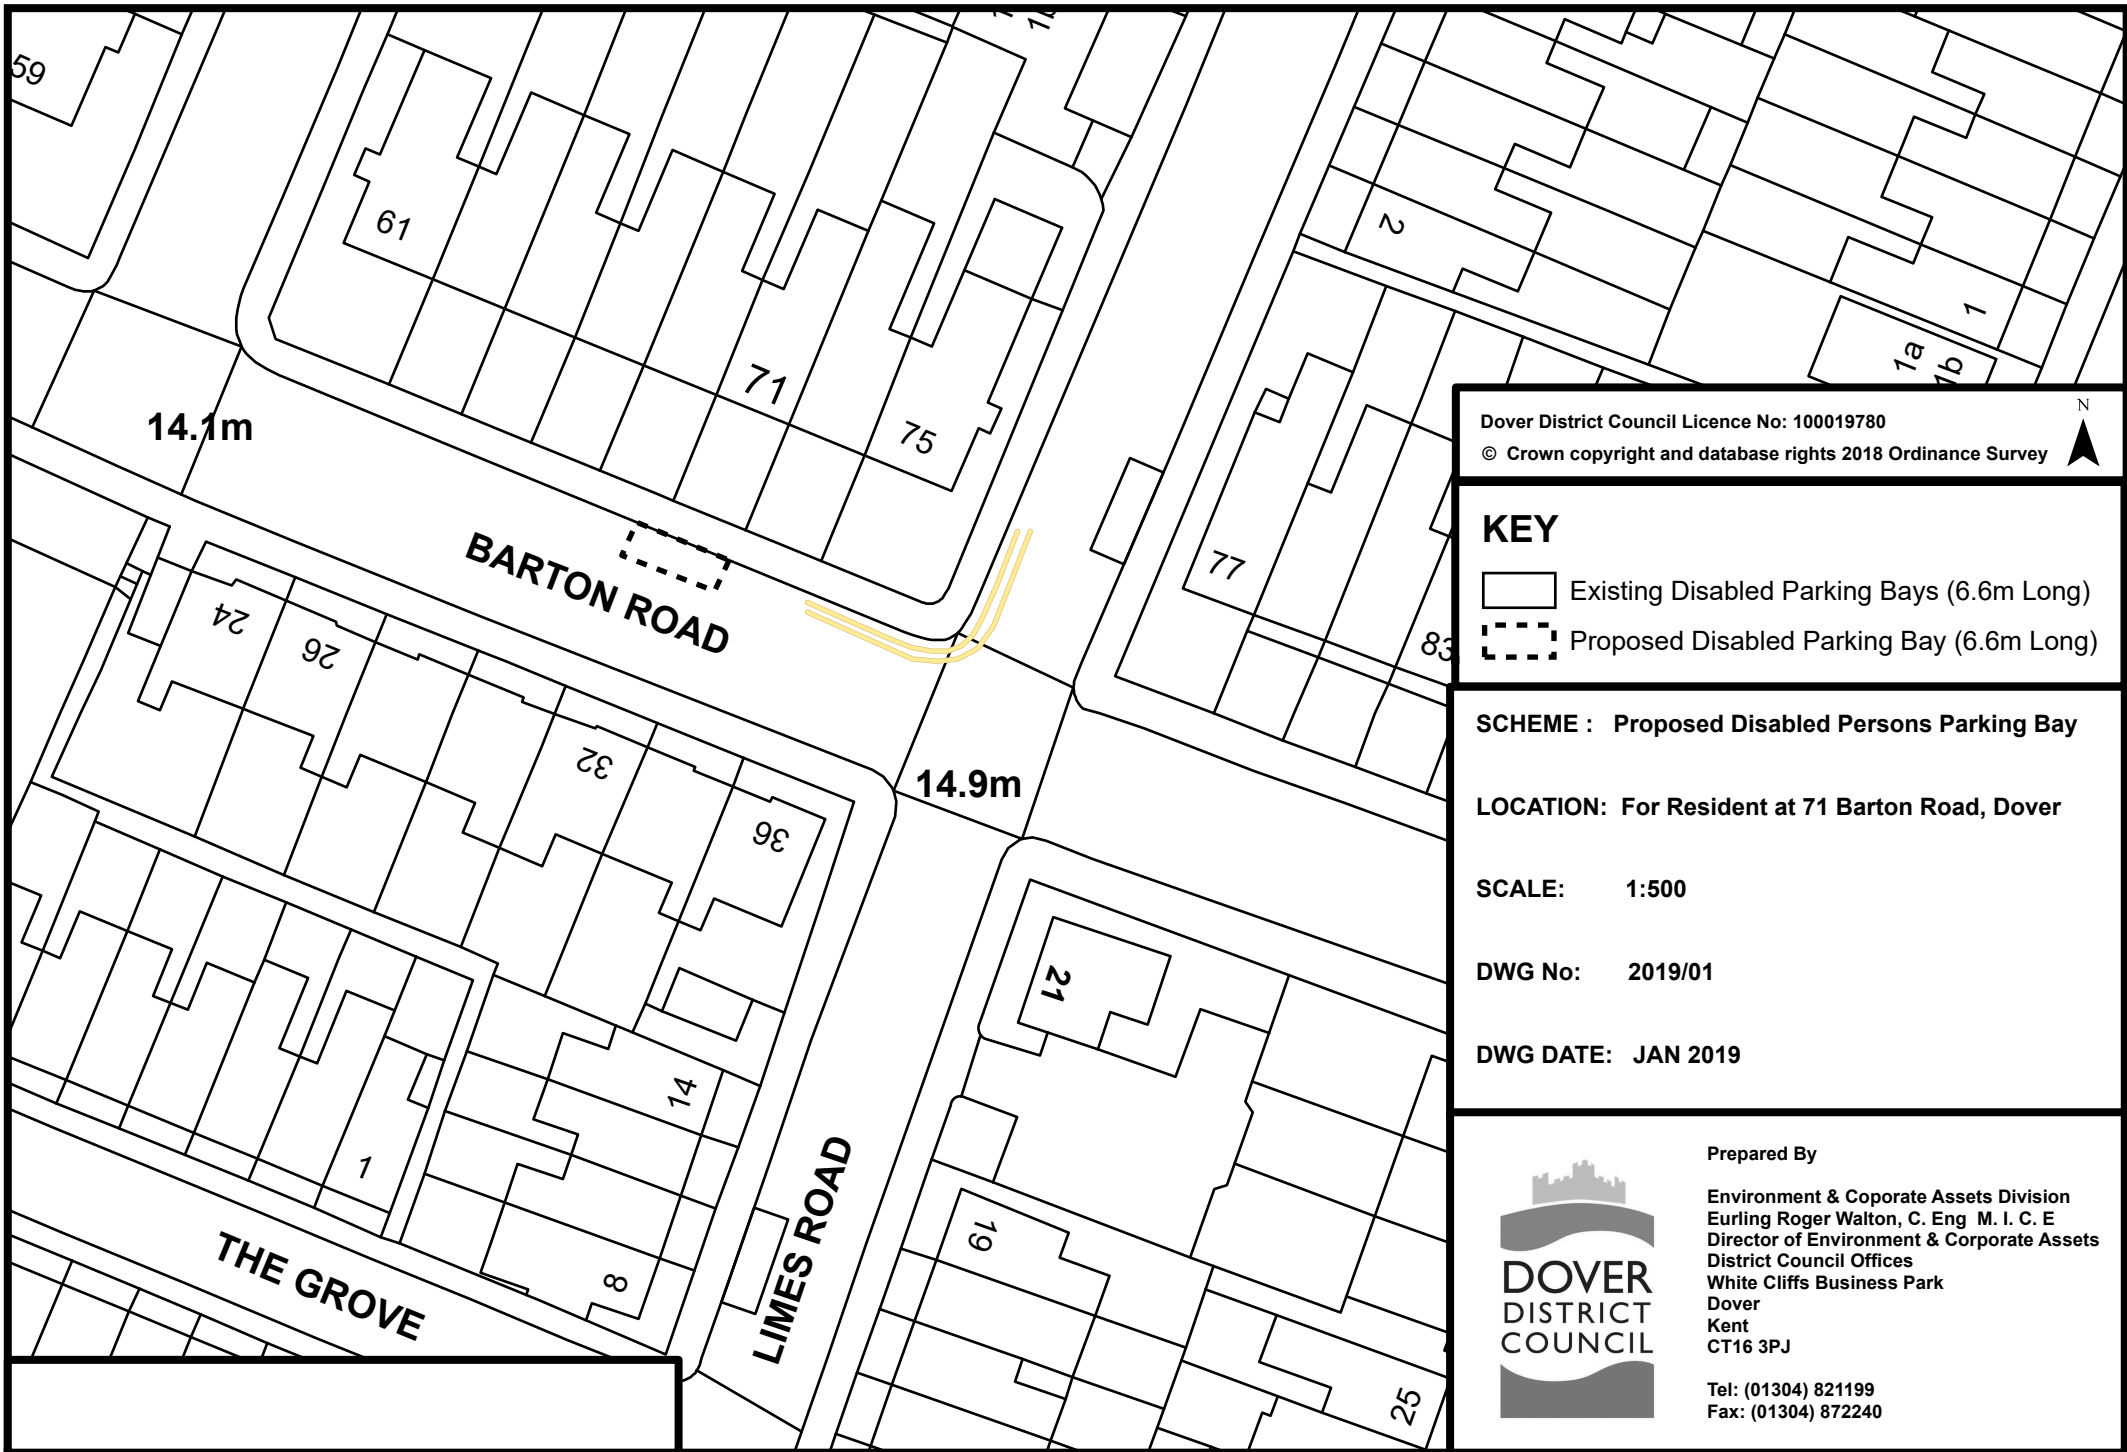 59
61
71
75
2
1
1a
1b
14.1m
BARTON ROAD
77
83
24
26
32
36
14.9m
21
14
1
8
19
25
THE GROVE
LIMES ROAD
Dover District Council Licence No: 100019780
© Crown copyright and database rights 2018 Ordinance Survey
N
KEY
Existing Disabled Parking Bays (6.6m Long)
Proposed Disabled Parking Bay (6.6m Long)
SCHEME : Proposed Disabled Persons Parking Bay
LOCATION: For Resident at 71 Barton Road, Dover
SCALE: 1:500
DWG No: 2019/01
DWG DATE: JAN 2019
DOVER
DISTRICT
COUNCIL
Prepared By
Environment & Coporate Assets Division
Eurling Roger Walton, C. Eng M. I. C. E
Director of Environment & Corporate Assets
District Council Offices
White Cliffs Business Park
Dover
Kent
CT16 3PJ
Tel: (01304) 821199
Fax: (01304) 872240